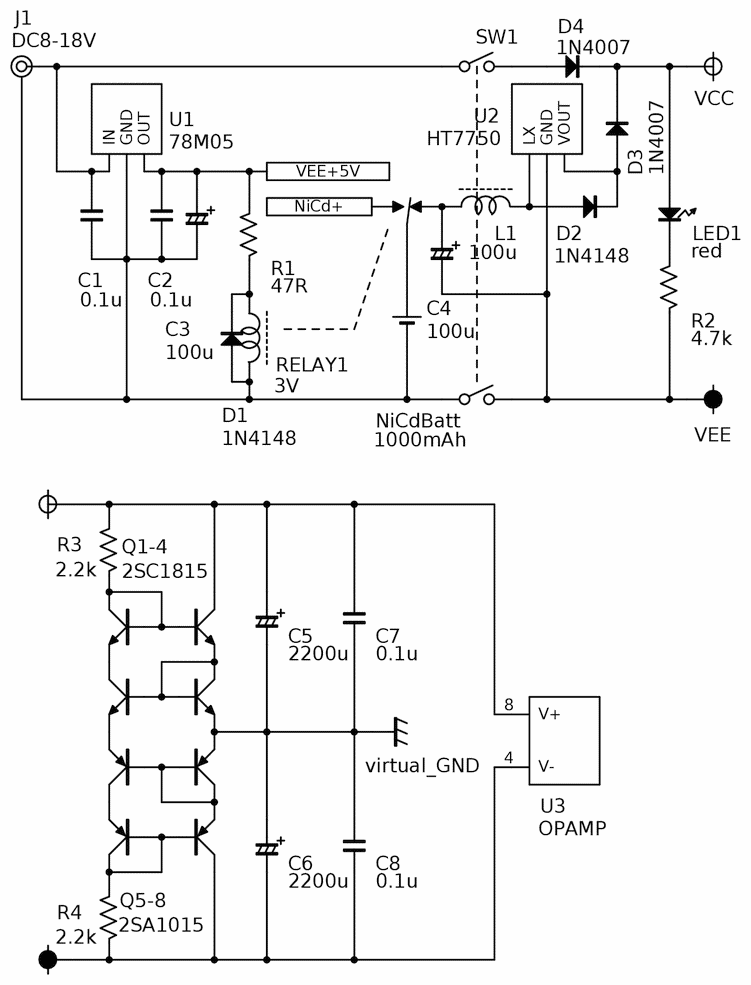 J1
DC8-18V
SW1
D4
1N4007
VCC
IN
GND
OUT
U1
78M05
U2
HT7750
LX
GND
VOUT
D3
1N4007
VEE+5V
NiCd+
LED1
red
L1
100u
D2
1N4148
C1
0.1u
C2
0.1u
R1
47R
C3
100u
C4
100u
R2
4.7k
RELAY1
3V
D1
1N4148
NiCdBatt
1000mAh
VEE
R3
2.2k
Q1-4
2SC1815
C5
2200u
C7
0.1u
8
V+
virtual_GND
4
V-
U3
OPAMP
C6
2200u
C8
0.1u
Q5-8
2SA1015
R4
2.2k